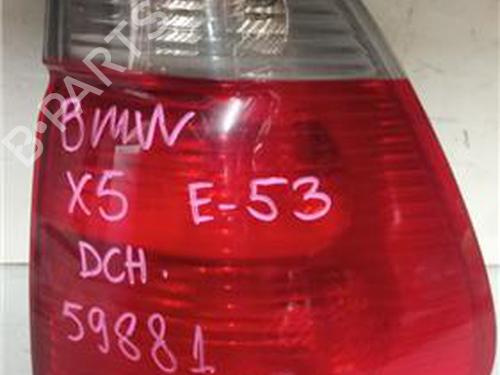 B-PARTS
BMW
X5 E-53
DCH.
59881